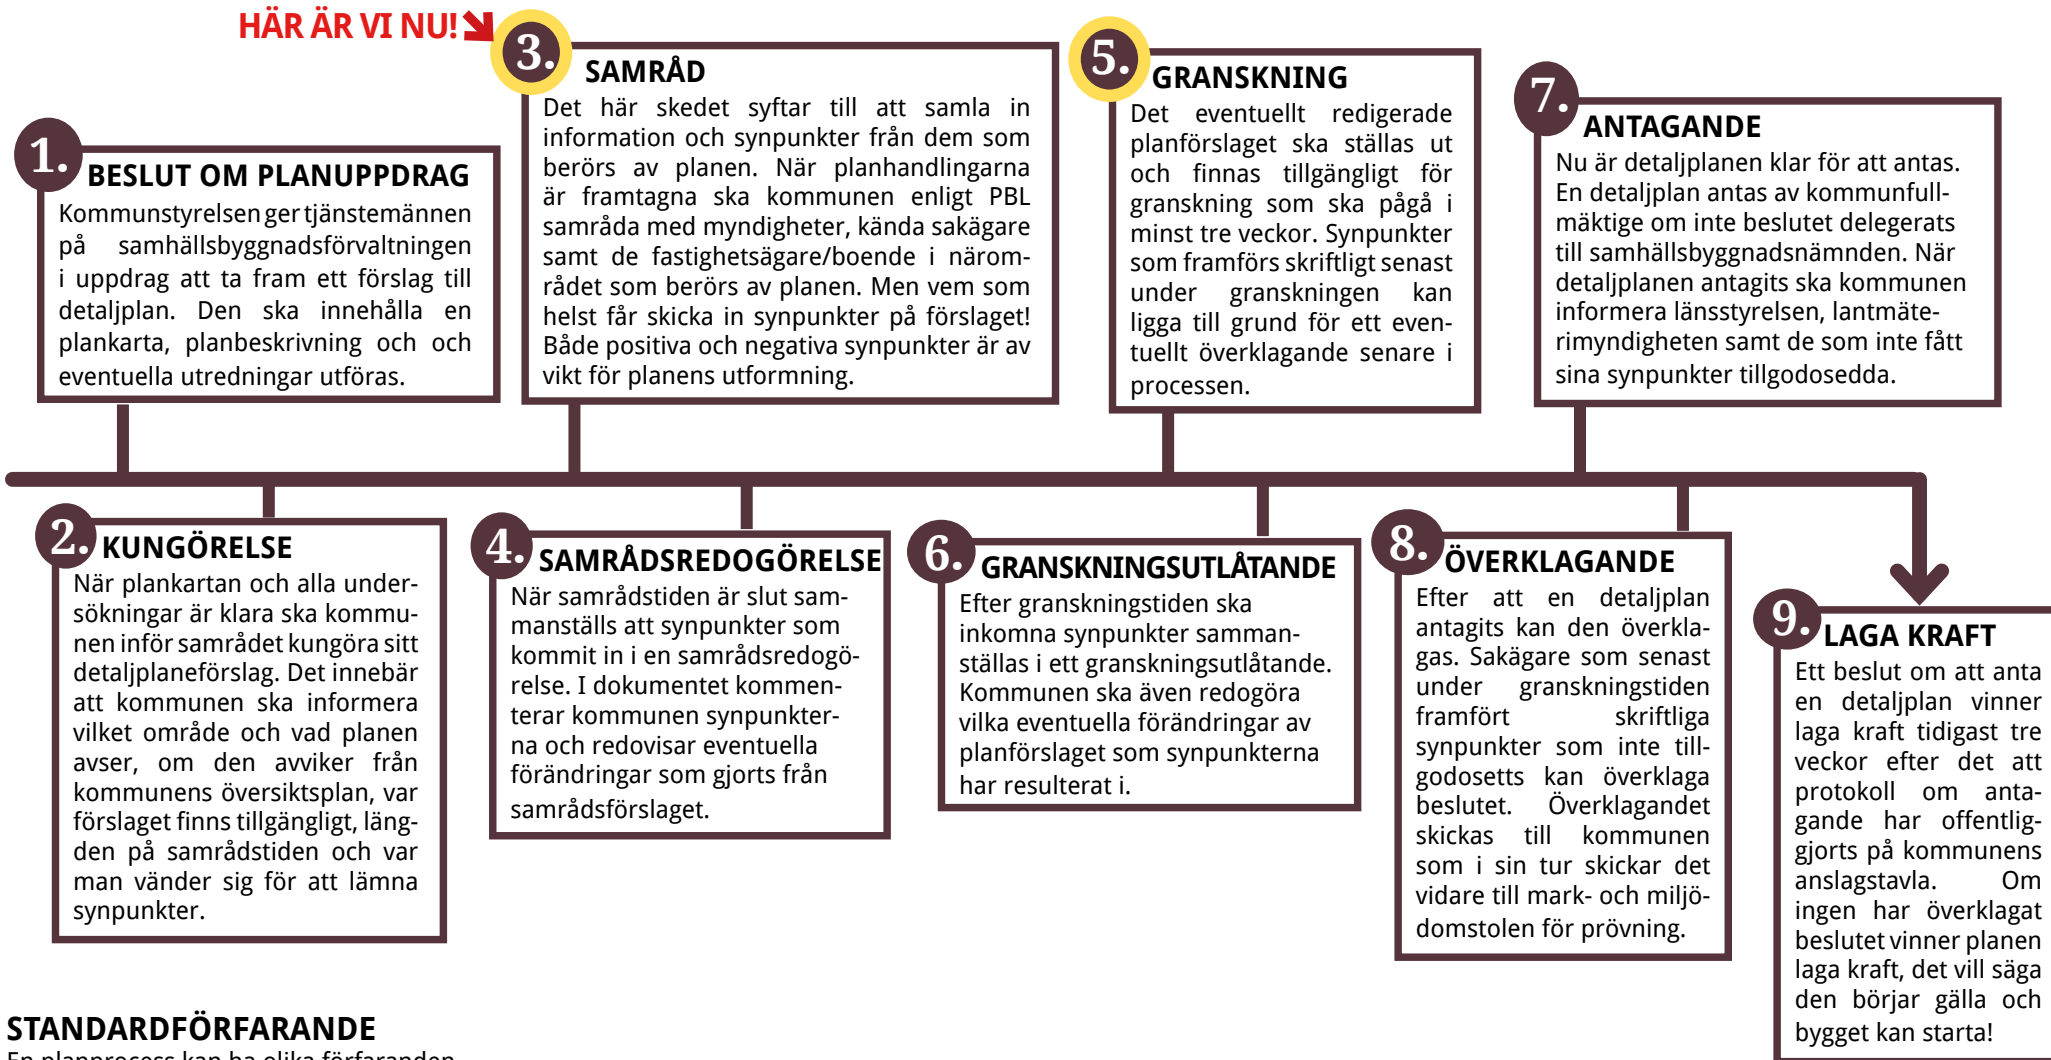 HÄR ÄR VI NU!
1.
BESLUT OM PLANUPPDRAG
Kommunstyrelsen ger tjänstemännen
på samhällsbyggnadsförvaltningen
i uppdrag att ta fram ett förslag till
detaljplan. Den ska innehålla en
plankarta, planbeskrivning och och
eventuella utredningar utföras.
2.
KUNGÖRELSE
När plankartan och alla under-
sökningar är klara ska kommu-
nen inför samrådet kungöra sitt
detaljplaneförslag. Det innebär
att kommunen ska informera
vilket område och vad planen
avser, om den avviker från
kommunens översiktsplan, var
förslaget finns tillgängligt, läng-
den på samrådstiden och var
man vänder sig för att lämna
synpunkter.
3.
SAMRÅD
Det här skedet syftar till att samla in
information och synpunkter från dem som
berörs av planen. När planhandlingarna
är framtagna ska kommunen enligt PBL
samråda med myndigheter, kända sakägare
samt de fastighetsägare/boende i närom-
rådet som berörs av planen. Men vem som
helst får skicka in synpunkter på förslaget!
Både positiva och negativa synpunkter är av
vikt för planens utformning.
4.
SAMRÅDSREDOGÖRELSE
När samrådstiden är slut sam-
manställs att synpunkter som
kommit in i en samrådsredogö-
relse. I dokumentet kommen-
terar kommunen synpunkter-
na och redovisar eventuella
förändringar som gjorts från
samrådsförslaget.
5.
GRANSKNING
Det eventuellt redigerade
planförslaget ska ställas ut
och finnas tillgängligt för
granskning som ska pågå i
minst tre veckor. Synpunkter
som framförs skriftligt senast
under granskningen kan
ligga till grund för ett even-
tuellt överklagande senare i
processen.
6.
GRANSKNINGSUTLÅTANDE
Efter granskningstiden ska
inkomna synpunkter samman-
ställas i ett granskningsutlåtande.
Kommunen ska även redogöra
vilka eventuella förändringar av
planförslaget som synpunkterna
har resulterat i.
7.
ANTAGANDE
Nu är detaljplanen klar för att antas.
En detaljplan antas av kommunfull-
mäktige om inte beslutet delegerats
till samhällsbyggnadsnämnden. När
detaljplanen antagits ska kommunen
informera länsstyrelsen, lantmäte-
rimyndigheten samt de som inte fått
sina synpunkter tillgodosedda.
8.
ÖVERKLAGANDE
Efter att en detaljplan
antagits kan den överkla-
gas. Sakägare som senast
under granskningstiden
framfört skriftliga
synpunkter som inte till-
godosetts kan överklaga
beslutet. Överklagandet
skickas till kommunen
som i sin tur skickar det
vidare till mark- och miljö-
domstolen för prövning.
9.
LAGA KRAFT
Ett beslut om att anta
en detaljplan vinner
laga kraft tidigast tre
veckor efter det att
protokoll om anta-
gande har offentlig-
gjorts på kommunens
anslagstavla. Om
ingen har överklagat
beslutet vinner planen
laga kraft, det vill säga
den börjar gälla och
bygget kan starta!
STANDARDFÖRFARANDE
En planprocess kan ha olika förfaranden